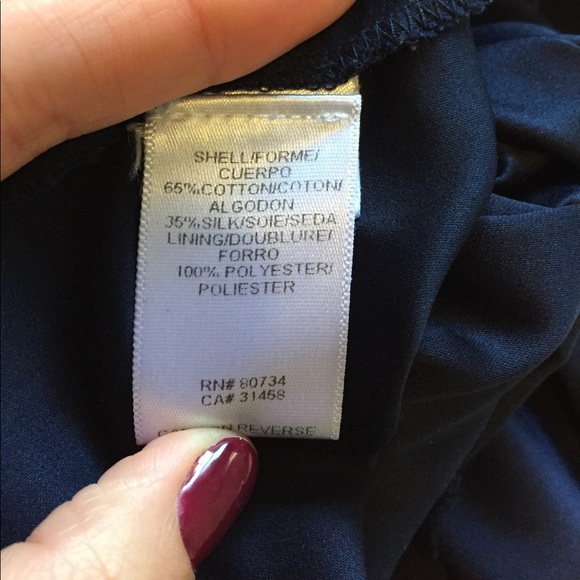 SHELL/FORME/
CUERPO
65%COTTON/COTON/
ALGODON
35%SILK/SOIE/SEDA
LINING/DOUBLURE/
FORRO
100% POLYESTER/
POLIESTER
RN# 80734
CA# 31458
REVERSE